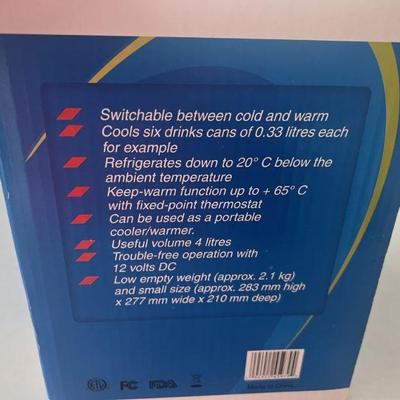 Switchable between cold and warm
Cools six drinks cans of 0.33 litres each
for example
Refrigerates down to 20° C below the
ambient temperature
Keep-warm function up to + 65° C
with fixed-point thermostat
Can be used as a portable
cooler/warmer.
Useful volume 4 litres
Trouble-free operation with
12 volts DC
Low empty weight (approx. 2.1 kg)
and small size (approx. 283 mm high
x 277 mm wide x 210 mm deep)
ETL FC FDA
Made in China